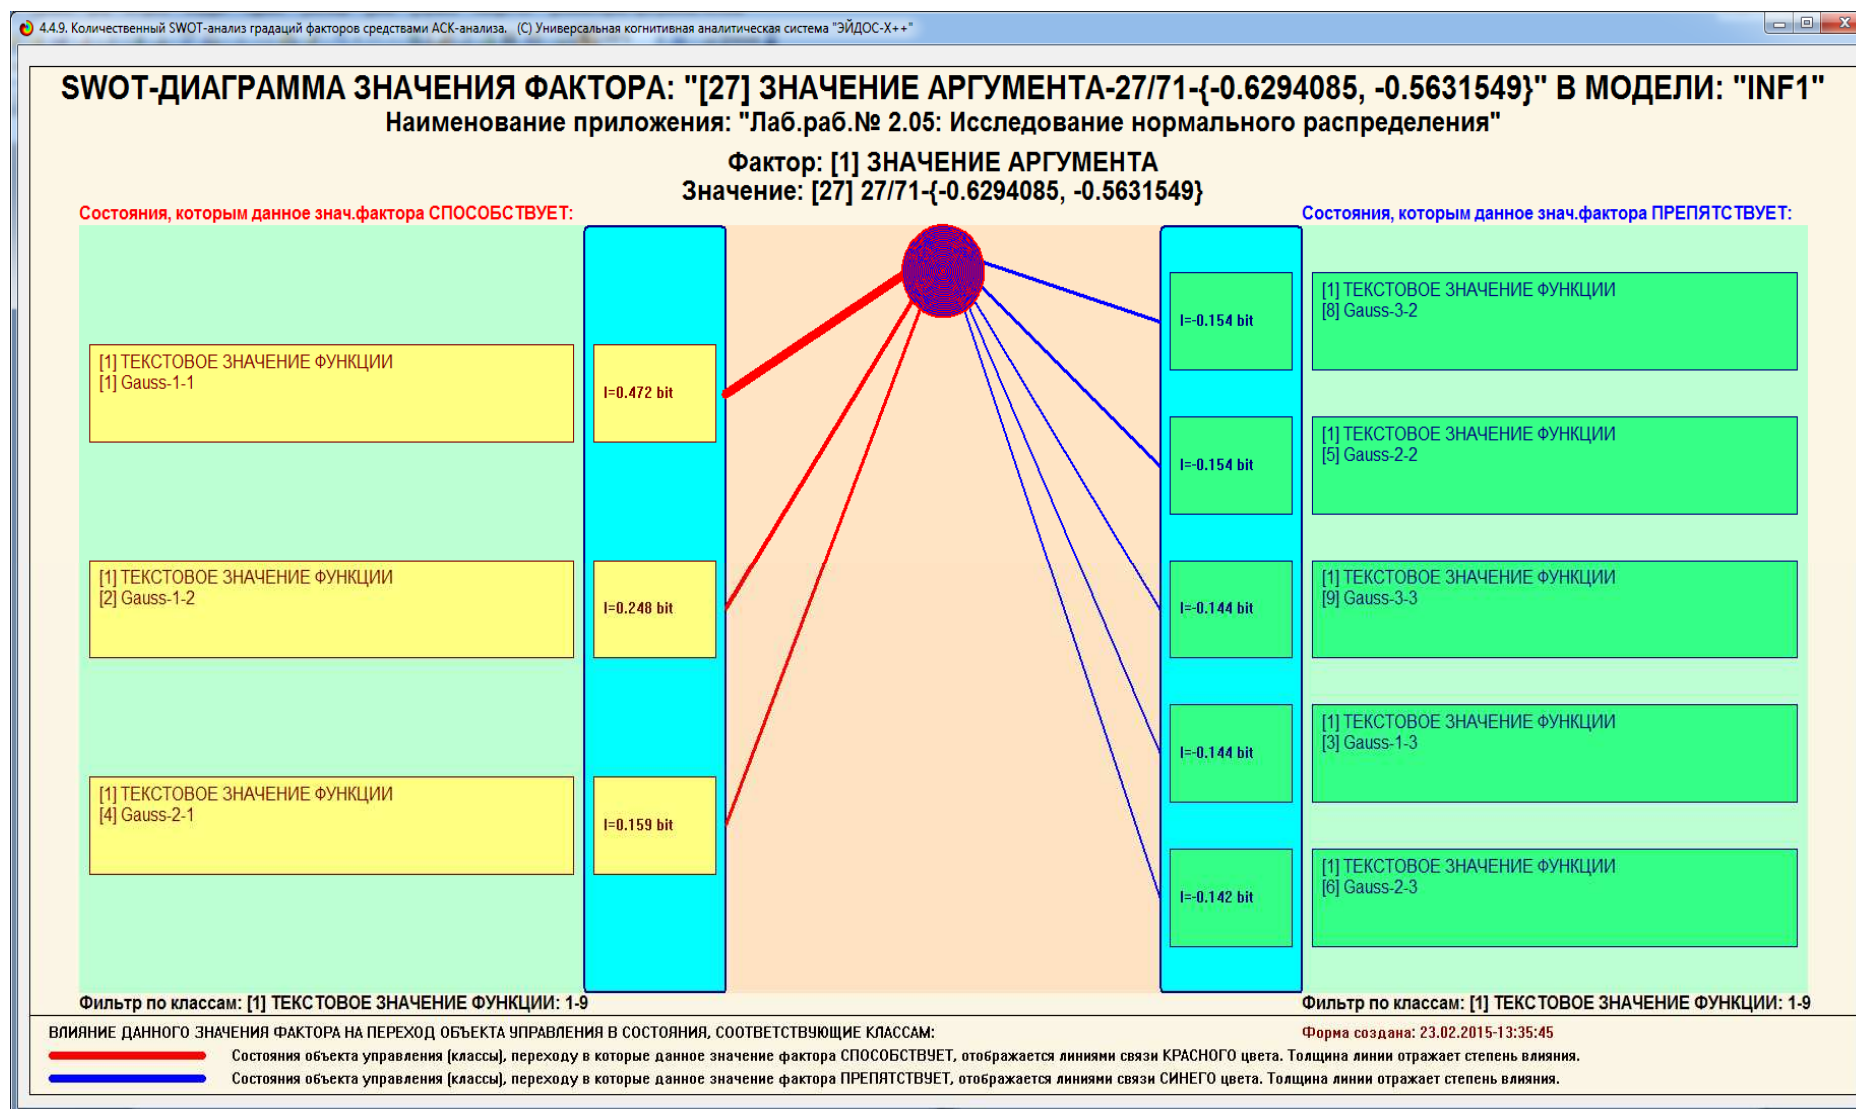 4.4.9. Количественный SWOT-анализ градаций факторов средствами АСК-анализа. (C) Универсальная когнитивная аналитическая система "ЭЙДОС-X++"
SWOT-ДИАГРАММА ЗНАЧЕНИЯ ФАКТОРА: "[27] ЗНАЧЕНИЕ АРГУМЕНТА-27/71-{-0.6294085, -0.5631549}" В МОДЕЛИ: "INF1"
Наименование приложения: "Лаб.раб.№ 2.05: Исследование нормального распределения"
Фактор: [1] ЗНАЧЕНИЕ АРГУМЕНТА
Значение: [27] 27/71-{-0.6294085, -0.5631549}
Состояния, которым данное знач.фактора СПОСОБСТВУЕТ:
[1] ТЕКСТОВОЕ ЗНАЧЕНИЕ ФУНКЦИИ
[1] Gauss-1-1
I=0.472 bit
[1] ТЕКСТОВОЕ ЗНАЧЕНИЕ ФУНКЦИИ
[2] Gauss-1-2
I=0.248 bit
[1] ТЕКСТОВОЕ ЗНАЧЕНИЕ ФУНКЦИИ
[4] Gauss-2-1
I=0.159 bit
Фильтр по классам: [1] ТЕКСТОВОЕ ЗНАЧЕНИЕ ФУНКЦИИ: 1-9
Состояния, которым данное знач.фактора ПРЕПЯТСТВУЕТ:
I=-0.154 bit
[1] ТЕКСТОВОЕ ЗНАЧЕНИЕ ФУНКЦИИ
[8] Gauss-3-2
I=-0.154 bit
[1] ТЕКСТОВОЕ ЗНАЧЕНИЕ ФУНКЦИИ
[5] Gauss-2-2
I=-0.144 bit
[1] ТЕКСТОВОЕ ЗНАЧЕНИЕ ФУНКЦИИ
[9] Gauss-3-3
I=-0.144 bit
[1] ТЕКСТОВОЕ ЗНАЧЕНИЕ ФУНКЦИИ
[3] Gauss-1-3
I=-0.142 bit
[1] ТЕКСТОВОЕ ЗНАЧЕНИЕ ФУНКЦИИ
[6] Gauss-2-3
Фильтр по классам: [1] ТЕКСТОВОЕ ЗНАЧЕНИЕ ФУНКЦИИ: 1-9
ВЛИЯНИЕ ДАННОГО ЗНАЧЕНИЯ ФАКТОРА НА ПЕРЕХОД ОБЪЕКТА УПРАВЛЕНИЯ В СОСТОЯНИЯ, СООТВЕТСТВУЮЩИЕ КЛАССАМ:
Форма создана: 23.02.2015-13:35:45
Состояния объекта управления (классы), переходу в которые данное значение фактора СПОСОБСТВУЕТ, отображается линиями связи КРАСНОГО цвета. Толщина линии отражает степень влияния.
Состояния объекта управления (классы), переходу в которые данное значение фактора ПРЕПЯТСТВУЕТ, отображается линиями связи СИНЕГО цвета. Толщина линии отражает степень влияния.